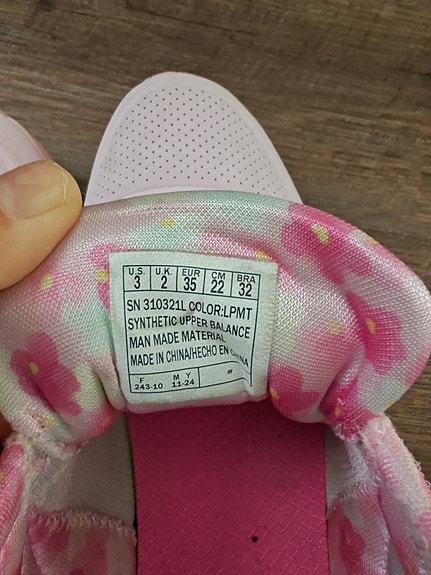 U.S. U.K. EUR CM BRA
3 2 35 22 32
SN 310321L COLOR:LPMT
SYNTHETIC UPPER BALANCE
MAN MADE MATERIAL
MADE IN CHINA/HECHO EN CHINA
F M Y #
243-10 11-24